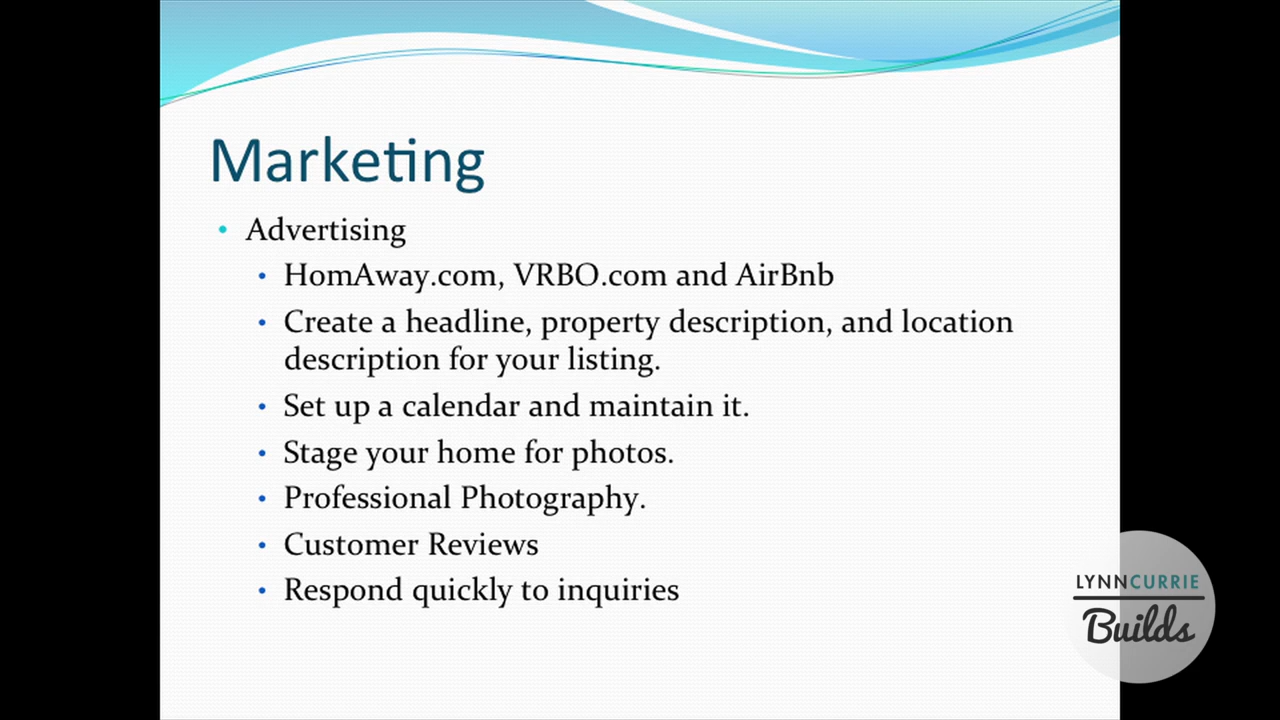 Marketing
• Advertising
• HomAway.com, VRBO.com and AirBnb
• Create a headline, property description, and location
description for your listing.
• Set up a calendar and maintain it.
• Stage your home for photos.
• Professional Photography.
• Customer Reviews
• Respond quickly to inquiries
LYNNCURRIE
Builds